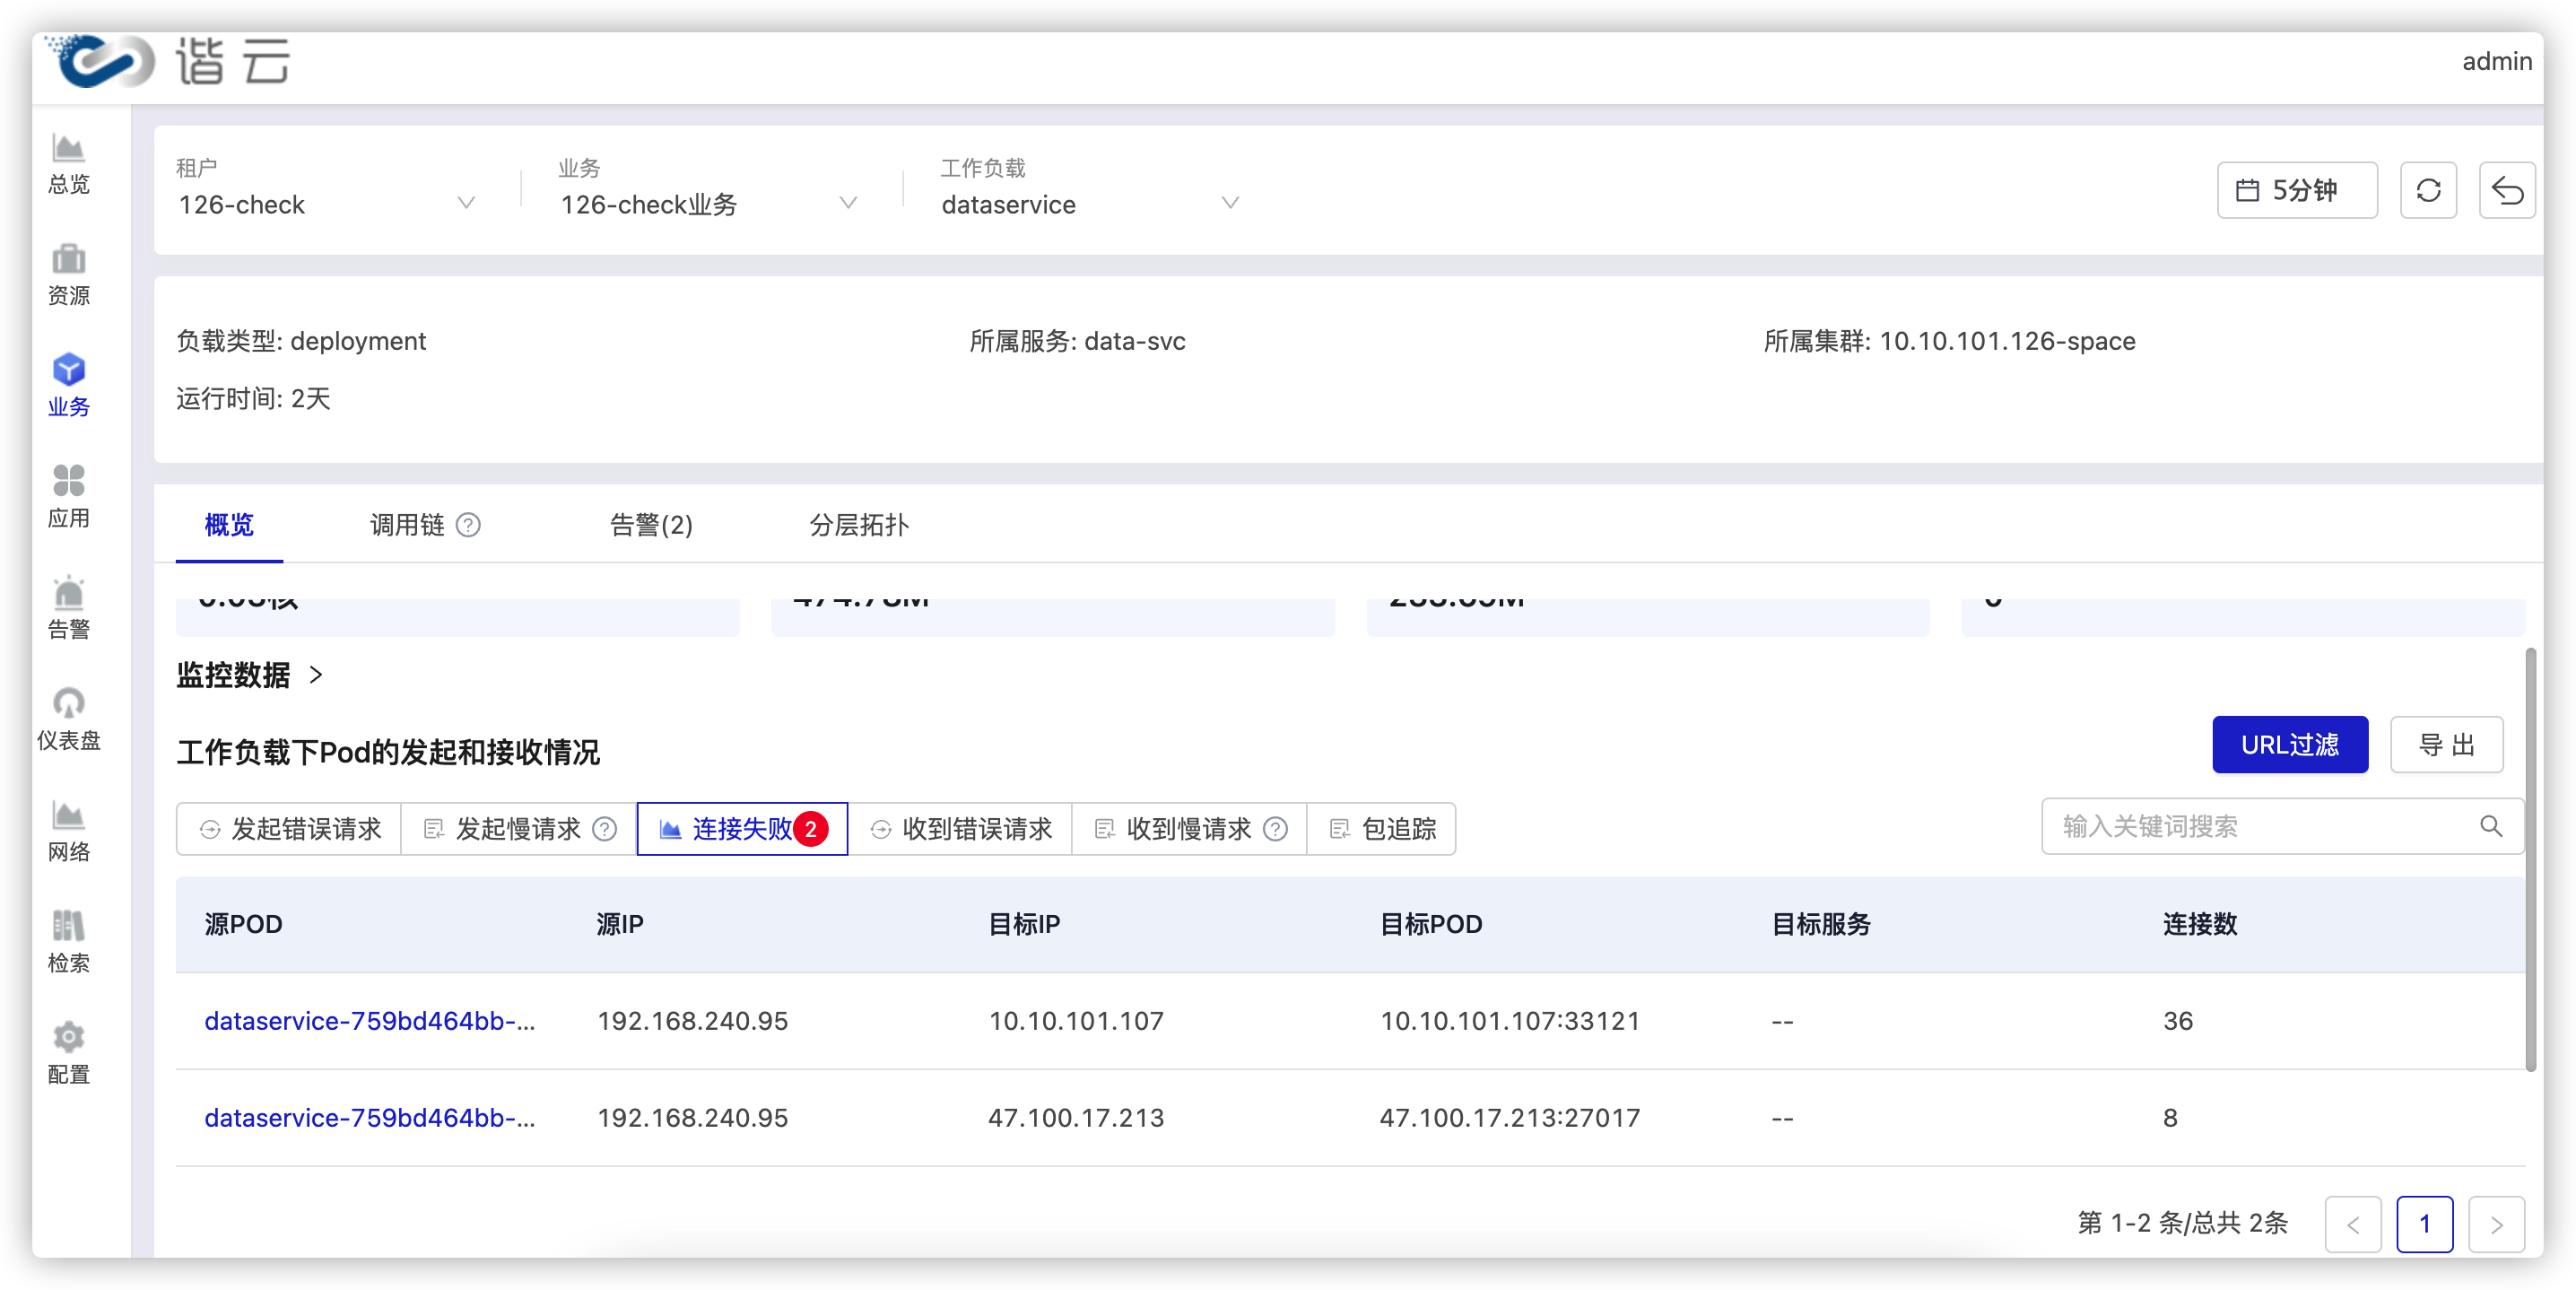 谐云
admin
租户
126-check
业务
126-check业务
工作负载
dataservice
5分钟
总览
资源
业务
应用
告警
仪表盘
网络
检索
配置
负载类型: deployment
所属服务: data-svc
所属集群: 10.10.101.126-space
运行时间: 2天
概览
调用链
告警(2)
分层拓扑
监控数据 >
工作负载下Pod的发起和接收情况
URL过滤
导 出
发起错误请求
发起慢请求
连接失败 2
收到错误请求
收到慢请求
包追踪
输入关键词搜索
源POD 源IP 目标IP 目标POD 目标服务 连接数
dataservice-759bd464bb-... 192.168.240.95 10.10.101.107 10.10.101.107:33121 -- 36
dataservice-759bd464bb-... 192.168.240.95 47.100.17.213 47.100.17.213:27017 -- 8
第 1-2 条/总共 2条 < 1 >